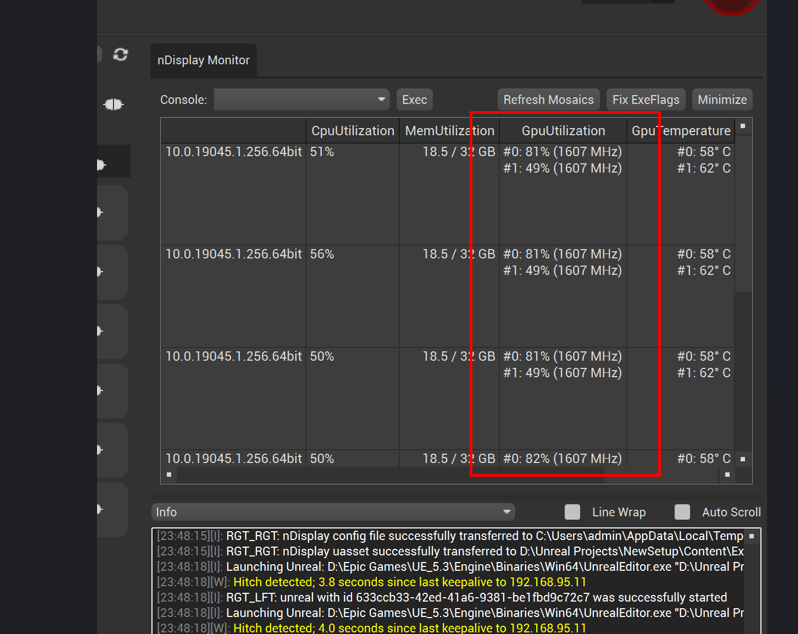 nDisplay Monitor
Console: Exec Refresh Mosaics Fix ExeFlags Minimize
CpuUtilization MemUtilization GpuUtilization GpuTemperature
10.0.19045.1.256.64bit 51% 18.5 / 32 GB #0: 81% (1607 MHz) #0: 58° C
#1: 49% (1607 MHz) #1: 62° C
10.0.19045.1.256.64bit 56% 18.5 / 32 GB #0: 81% (1607 MHz) #0: 58° C
#1: 49% (1607 MHz) #1: 62° C
10.0.19045.1.256.64bit 50% 18.5 / 32 GB #0: 81% (1607 MHz) #0: 58° C
#1: 49% (1607 MHz) #1: 62° C
10.0.19045.1.256.64bit 50% 18.5 / 32 GB #0: 82% (1607 MHz) #0: 58° C
Info Line Wrap Auto Scroll
[23:48:15][I]: RGT_RGT: nDisplay config file successfully transferred to C:\Users\admin\AppData\Local\Temp
[23:48:15][I]: RGT_RGT: nDisplay uasset successfully transferred to D:\Unreal Projects\NewSetup\Content\Ex
[23:48:18][I]: Launching Unreal: D:\Epic Games\UE_5.3\Engine\Binaries\Win64\UnrealEditor.exe "D:\Unreal Pr
[23:48:18][W]: Hitch detected; 3.8 seconds since last keepalive to 192.168.95.11
[23:48:18][I]: RGT_LFT: unreal with id 633ccb33-42ed-41a6-9381-be1fbd9c72c7 was successfully started
[23:48:18][I]: Launching Unreal: D:\Epic Games\UE_5.3\Engine\Binaries\Win64\UnrealEditor.exe "D:\Unreal Pr
[23:48:18][W]: Hitch detected; 4.0 seconds since last keepalive to 192.168.95.11